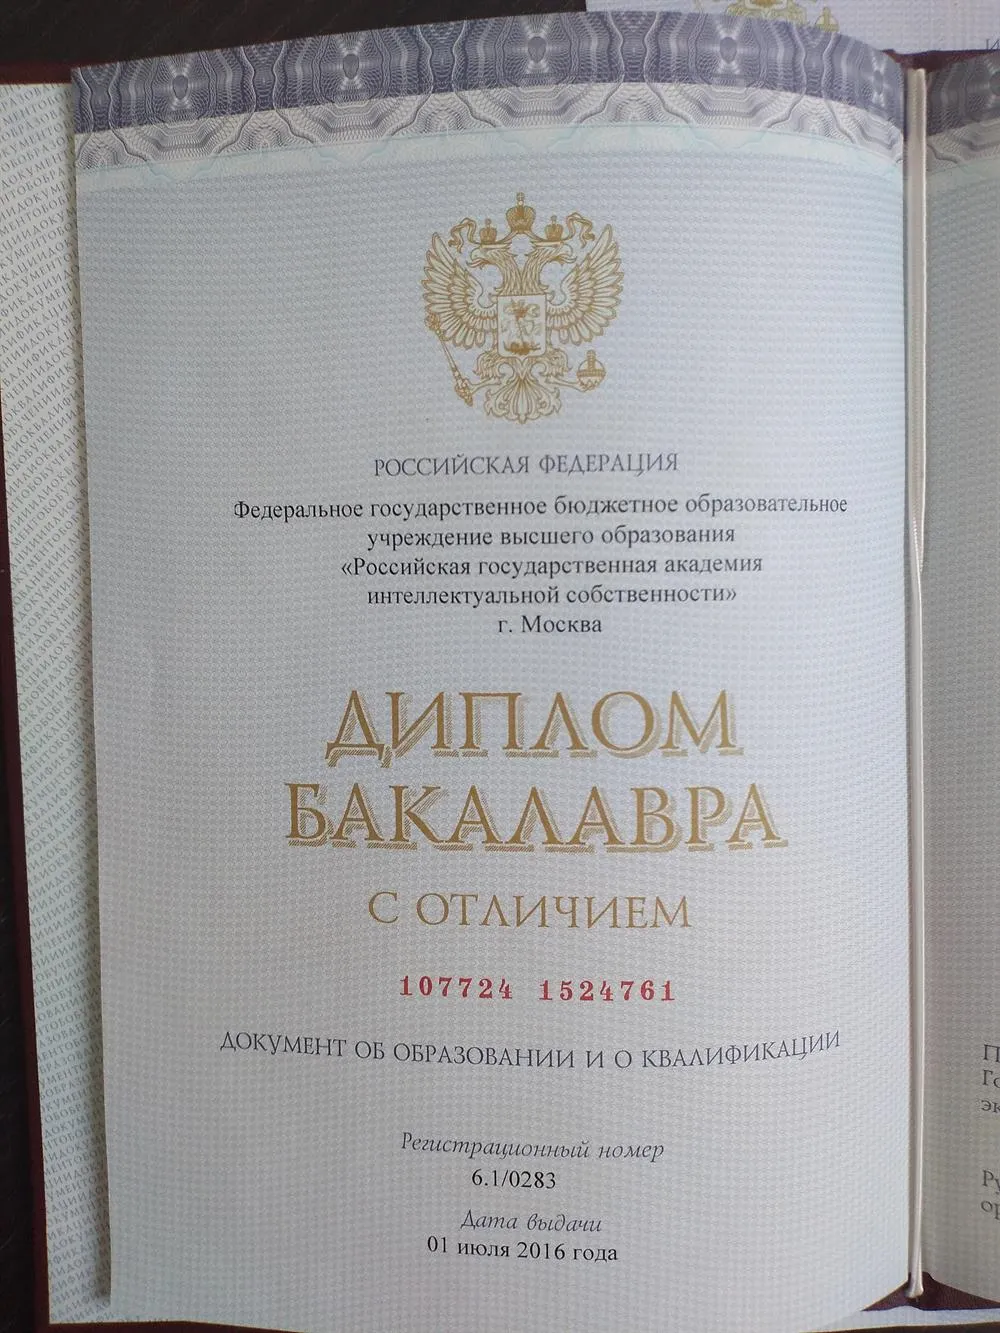 РОССИЙСКАЯ ФЕДЕРАЦИЯ
Федеральное государственное бюджетное образовательное
учреждение высшего образования
«Российская государственная академия
интеллектуальной собственности»
г. Москва
ДИПЛОМ
БАКАЛАВРА
С ОТЛИЧИЕМ
107724 1524761
ДОКУМЕНТ ОБ ОБРАЗОВАНИИ И О КВАЛИФИКАЦИИ
Регистрационный номер
6.1/0283
Дата выдачи
01 июля 2016 года